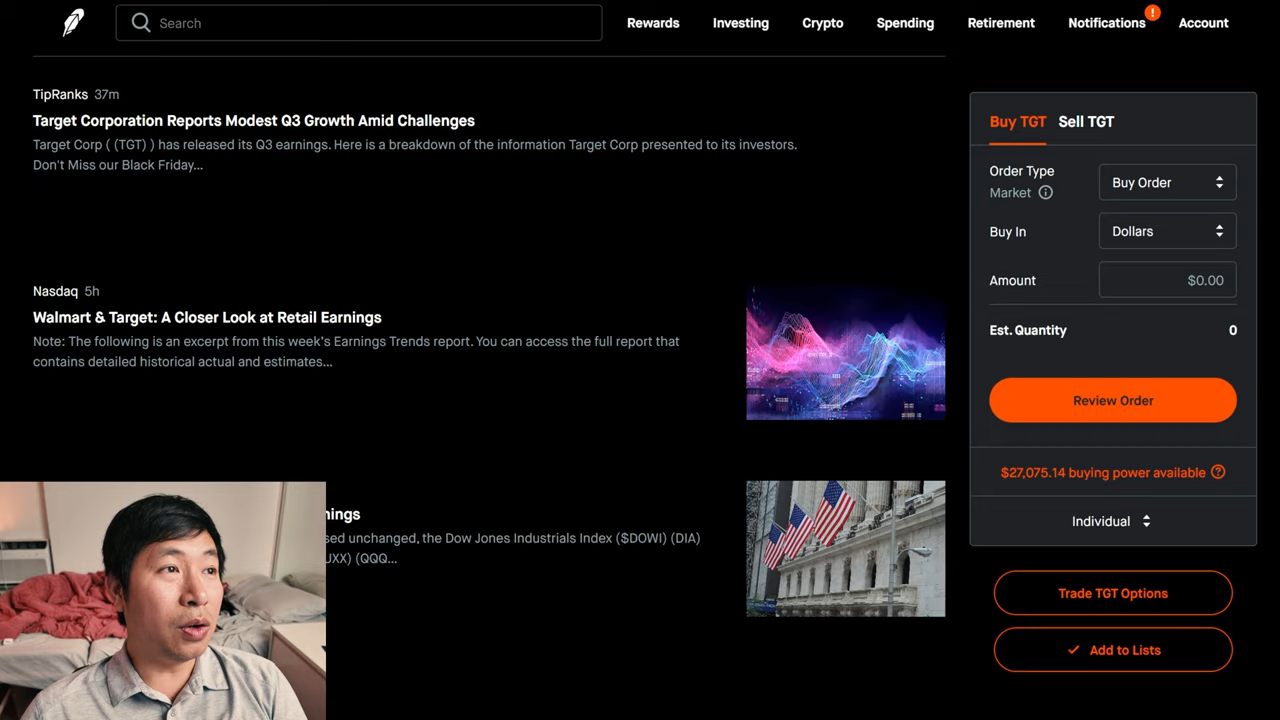 Search
Rewards
Investing
Crypto
Spending
Retirement
Notifications
!
Account
TipRanks 37m
Target Corporation Reports Modest Q3 Growth Amid Challenges
Target Corp ( (TGT) ) has released its Q3 earnings. Here is a breakdown of the information Target Corp presented to its investors.
Don't Miss our Black Friday...
Nasdaq 5h
Walmart & Target: A Closer Look at Retail Earnings
Note: The following is an excerpt from this week's Earnings Trends report. You can access the full report that
contains detailed historical actual and estimates...
ings
sed unchanged, the Dow Jones Industrials Index ($DOWI) (DIA)
UXX) (QQQ...
Buy TGT Sell TGT
Order Type
Market
Buy Order
Buy In
Dollars
Amount
$0.00
Est. Quantity
0
Review Order
$27,075.14 buying power available
Individual
Trade TGT Options
Add to Lists